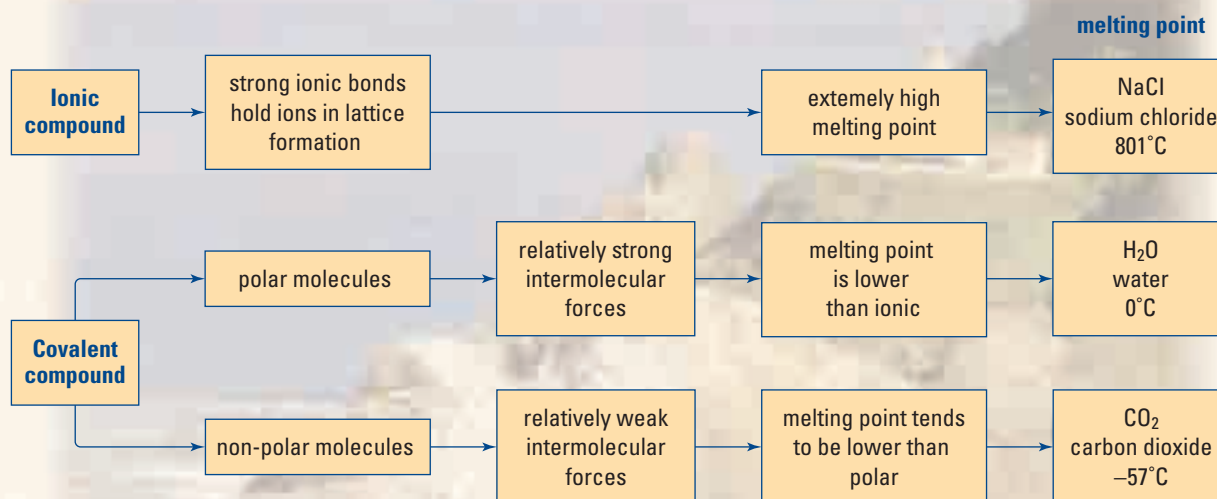 melting point
Ionic
compound
strong ionic bonds
hold ions in lattice
formation
extemely high
melting point
NaCl
sodium chloride
801˚C
Covalent
compound
polar molecules
relatively strong
intermolecular
forces
melting point
is lower
than ionic
H₂O
water
0˚C
non-polar molecules
relatively weak
intermolecular
forces
melting point tends
to be lower than
polar
CO₂
carbon dioxide
–57˚C